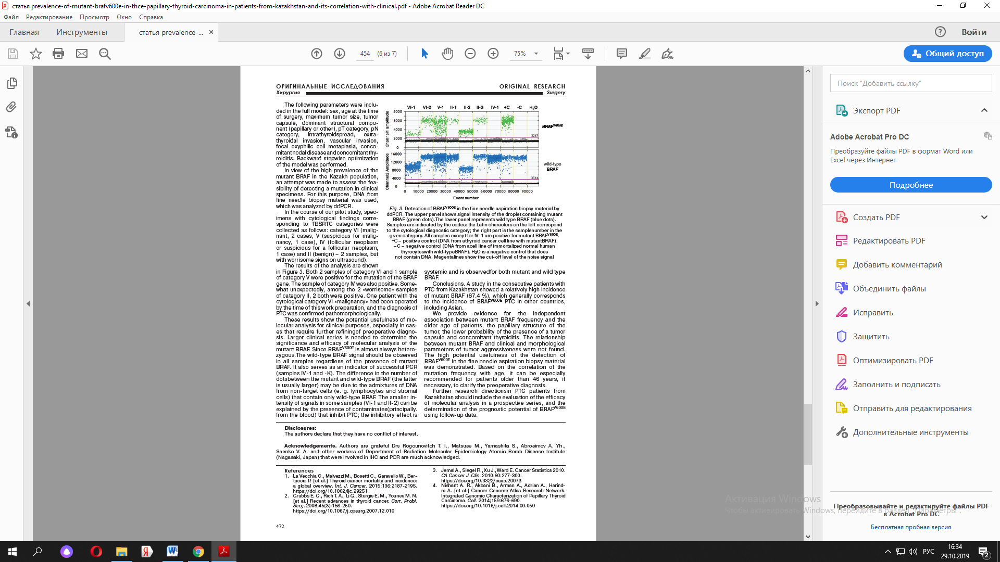 статья prevalence-of-mutant-brafv600e-in-thce-papillary-thyroid-carcinoma-in-patients-from-kazakhstan-and-its-correlation-with-clinical.pdf - Adobe Acrobat Reader DC
Файл Редактирование Просмотр Окно Справка
Главная Инструменты статья prevalence-... × Войти
454 (6 из 7) 75% Общий доступ
ОРИГИНАЛЬНЫЕ ИССЛЕДОВАНИЯ ORIGINAL RESEARCH
Хирургия Surgery
The following parameters were inclu-
ded in the full model: sex, age at the time
of surgery, maximum tumor size, tumor
capsule, dominant structural compo-
nent (papillary or other), pT category, pN
category, intrathyroidspread, extra-
thyroidal invasion, vascular invasion,
focal oxyphilic cell metaplasia, conco-
mitant nodal disease and concomitant thy-
roiditis. Backward stepwise optimization
of the model was performed.
In view of the high prevalence of the
mutant BRAF in the Kazakh population,
an attempt was made to assess the fea-
sibility of detecting a mutation in clinical
specimens. For this purpose, DNA from
fine needle biopsy material was used,
which was analyzed by ddPCR.
In the course of our pilot study, spec-
imens with cytological findings corre-
sponding to TBSRTC categories were
collected as follows: category VI (malig-
nant, 2 cases, V (suspicious for malig-
nancy, 1 case), IV (follicular neoplasm
or suspicious for a follicular neoplasm,
1 case) and II (benign) – 2 samples, but
with worrisome signs on ultrasound).
The results of the analysis are shown
in Figure 3. Both 2 samples of category VI and 1 sample
of category V were positive for the mutation of the BRAF
gene. The sample of category IV was also positive. Some-
what unexpectedly, among the 2 «worrisome» samples
of category II, 2 both were positive. One patient with the
cytological category VI «malignancy» had been operated
by the time of this work preparation, and the diagnosis of
PTC was confirmed pathomorphologically.
These results show the potential usefulness of mo-
lecular analysis for clinical purposes, especially in cas-
es that require further refiningof preoperative diagno-
sis. Larger clinical series is needed to determine the
significance and efficacy of molecular analysis of the
mutant BRAF. Since BRAFV600E is almost always hetero-
zygous.The wild-type BRAF signal should be observed
in all samples regardless of the presence of mutant
BRAF. It also serves as an indicator of successful PCR
(samples IV-1 and -K). The difference in the number of
dotsbetween the mutant and wild-type BRAF (the latter
is usually larger) may be due to the admixtures of DNA
from non-target cells (e. g. lymphocytes and stromal
cells) that contain only wild-type BRAF. The smaller in-
tensity of signals in some samples (VI-1 and II-2) can be
explained by the presence of contaminates(principally.
from the blood) that inhibit PTC; the inhibitory effect is
VI-1 VI-2 V-1 II-1 II-2 II-3 IV-1 +C -C H2O
Channel1 amplitude
8000
6000
4000
2000
0
2267
BRAFV600E
Channel2 Amplitude
16000
12000
8000
4000
0
3314
wild-type
BRAF
0 10000 20000 30000 40000 50000 60000 70000 80000 90000
Event number
Fig. 3. Detection of BRAFV600E in the fine needle aspiration biopsy material by
ddPCR. The upper panel shows signal intensity of the droplet containing mutant
BRAF (green dots).The lower panel represents wild type BRAF (blue dots).
Samples are indicated by the codes: the Latin characters on the left correspond
to the cytological diagnostic category; the right part is the samplenumber in the
given category. All samples except for IV-1 are positive for mutant BRAFV600E.
+C – positive control (DNA from athyroid cancer cell line with mutantBRAF).
–C – negative control (DNA from acell line of immortalized normal human
thyrocyteswith wild-typeBRAF). H2O is a negative control that does
not contain DNA. Magentalines show the cut-off level of the noise signal
systemic and is observedfor both mutant and wild type
BRAF.
Conclusions. A study in the consecutive patients with
PTC from Kazakhstan showed a relatively high incidence
of mutant BRAF (67.4 %), which generally corresponds
to the incidence of BRAFV600E PTC in other countries,
including Asian.
We provide evidence for the independent
association between mutant BRAF frequency and the
older age of patients, the papillary structure of the
tumor, the lower probability of the presence of a tumor
capsule and concomitant thyroiditis. The relationship
between mutant BRAF and clinical and morphological
parameters of tumor aggressiveness were not found.
The high potential usefulness of the detection of
BRAFV600E in the fine needle aspiration biopsy material
was demonstrated. Based on the correlation of the
mutation frequency with age, it can be especially
recommended for patients older than 46 years, if
necessary, to clarify the preoperative diagnosis.
Further research directionsin PTC patients from
Kazakhstan should include the evaluation of the efficacy
of molecular analysis in a prospective series, and the
determination of the prognostic potential of BRAFV600E
using follow-up data.
Disclosures:
The authors declare that they have no conflict of interest.
Acknowledgements. Authors are grateful Drs Rogounovitch T. I., Matsuse M., Yamashita S., Abrosimov A. Yh.,
Saenko V. A. and other workers of Department of Radiation Molecular Epidemiology Atomic Bomb Disease Institute
(Nagasaki, Japan) that were involved in IHC and PCR are much acknowledged.
References
1. La Vecchia C., Malvezzi M., Bosetti C., Garavello W., Ber-
tuccio P. [et al.] Thyroid cancer mortality and incidence:
a global overview. Int. J. Cancer. 2015;136:2187-2195.
https://doi.org/10.1002/ijc.29251
2. Grubbs E. G., Rich T. A., Li G., Sturgis E. M., Younes M. N.
[et al.] Recent advances in thyroid cancer. Curr. Probl.
Surg. 2008;45(3):156-250.
https://doi.org/10.1067/j.cpsurg.2007.12.010
3. Jemal A., Siegel R., Xu J., Ward E. Cancer Statistics 2010.
CA Cancer J. Clin. 2010;60:277-300.
https://doi.org/10.3322/caac.20073
4. Nishant A. R., Akbani B., Arman A., Adrian A., Harind-
ra A. [et al.] Cancer Genome Atlas Research Network.
Integrated Genomic Characterization of Papillary Thyroid
Carcinoma. Cell. 2014;159:676-690.
https://doi.org/10.1016/j.cell.2014.09.050
472
Поиск "Добавить ссылку"
Экспорт PDF
Adobe Acrobat Pro DC
Преобразуйте файлы PDF в формат Word или
Excel через Интернет
Подробнее
Создать PDF
Редактировать PDF
Добавить комментарий
Объединить файлы
Исправить
Защитить
Оптимизировать PDF
Заполнить и подписать
Отправить для редактирования
Дополнительные инструменты
Активация Windows
Чтобы активировать Windows, перейдите в раздел "Параметры".
Преобразовывайте и редактируйте файлы PDF
в Acrobat Pro DC
Бесплатная пробная версия
РУС 16:34
29.10.2019 2